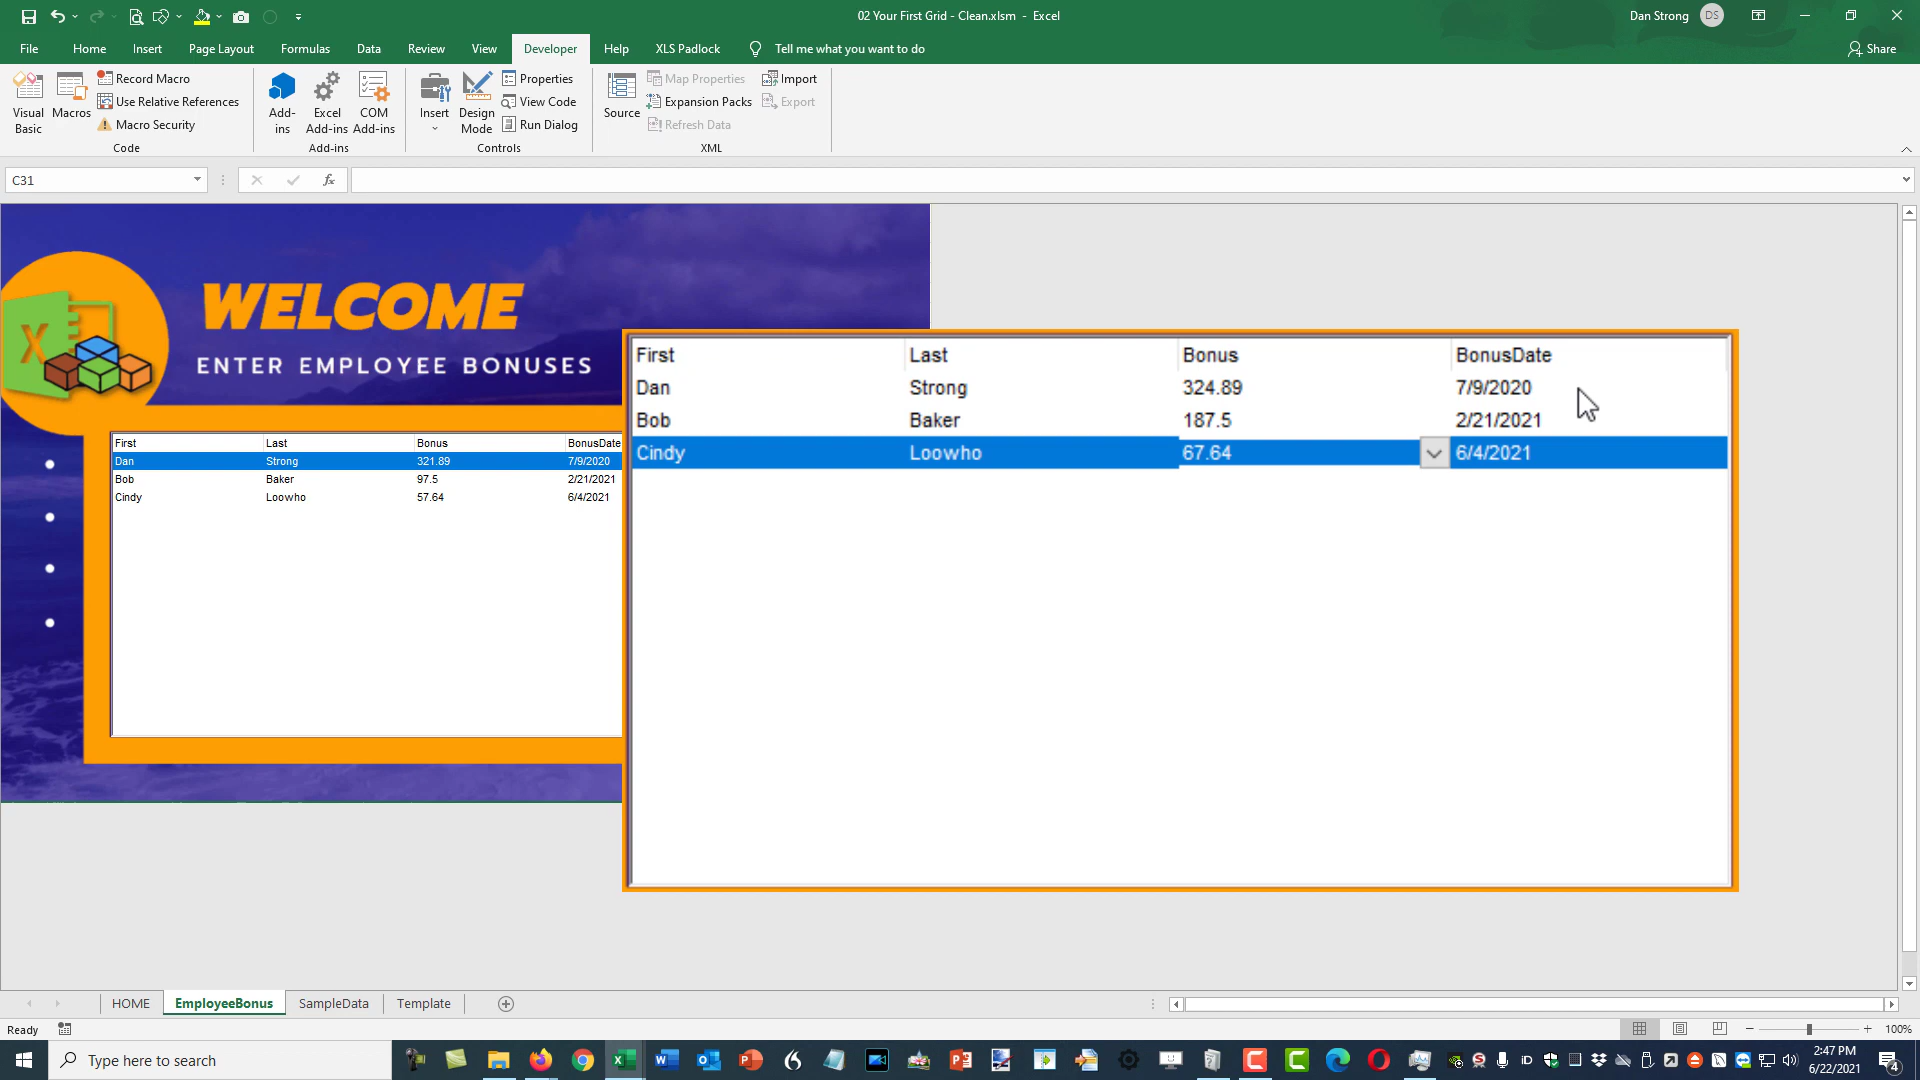 02 Your First Grid - Clean.xlsm - Excel
Dan Strong DS
File Home Insert Page Layout Formulas Data Review View Developer Help XLS Padlock Tell me what you want to do Share
Visual Basic
Macros
Record Macro
Use Relative References
Macro Security
Code
Add-ins
Excel Add-ins
COM Add-ins
Add-ins
Insert
Design Mode
Properties
View Code
Run Dialog
Controls
Source
Map Properties
Expansion Packs
Refresh Data
Import
Export
XML
C31
fx
WELCOME
ENTER EMPLOYEE BONUSES
First Last Bonus BonusDate
Dan Strong 321.89 7/9/2020
Bob Baker 97.5 2/21/2021
Cindy Loowho 57.64 6/4/2021
First Last Bonus BonusDate
Dan Strong 324.89 7/9/2020
Bob Baker 187.5 2/21/2021
Cindy Loowho 67.64 6/4/2021
HOME EmployeeBonus SampleData Template
Ready
100%
Type here to search
2:47 PM
6/22/2021
4